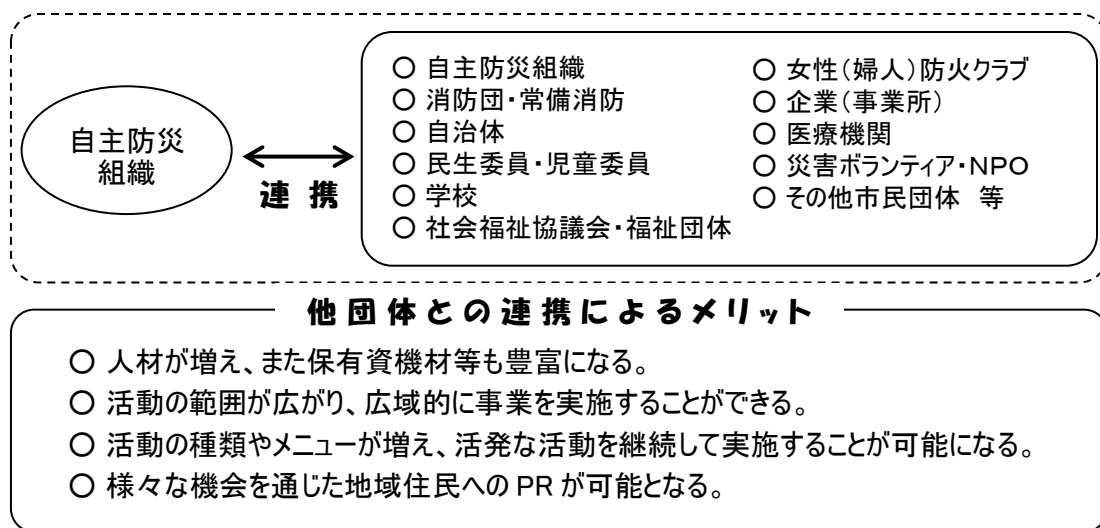 自主防災
組織
連携
○ 自主防災組織
○ 消防団・常備消防
○ 自治体
○ 民生委員・児童委員
○ 学校
○ 社会福祉協議会・福祉団体
○ 女性(婦人)防火クラブ
○ 企業(事業所)
○ 医療機関
○ 災害ボランティア・NPO
○ その他市民団体 等
他団体との連携によるメリット
○ 人材が増え、また保有資機材等も豊富になる。
○ 活動の範囲が広がり、広域的に事業を実施することができる。
○ 活動の種類やメニューが増え、活発な活動を継続して実施することが可能になる。
○ 様々な機会を通じた地域住民への PR が可能となる。